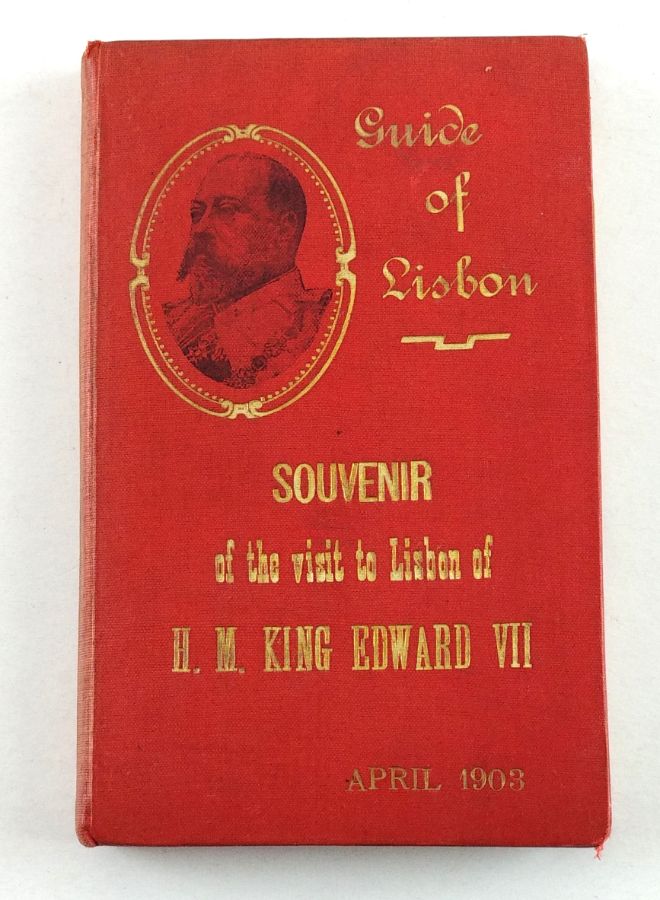 Guide
of
Lisbon
SOUVENIR
of the visit to Lisbon of
H. M. KING EDWARD VII
APRIL 1903